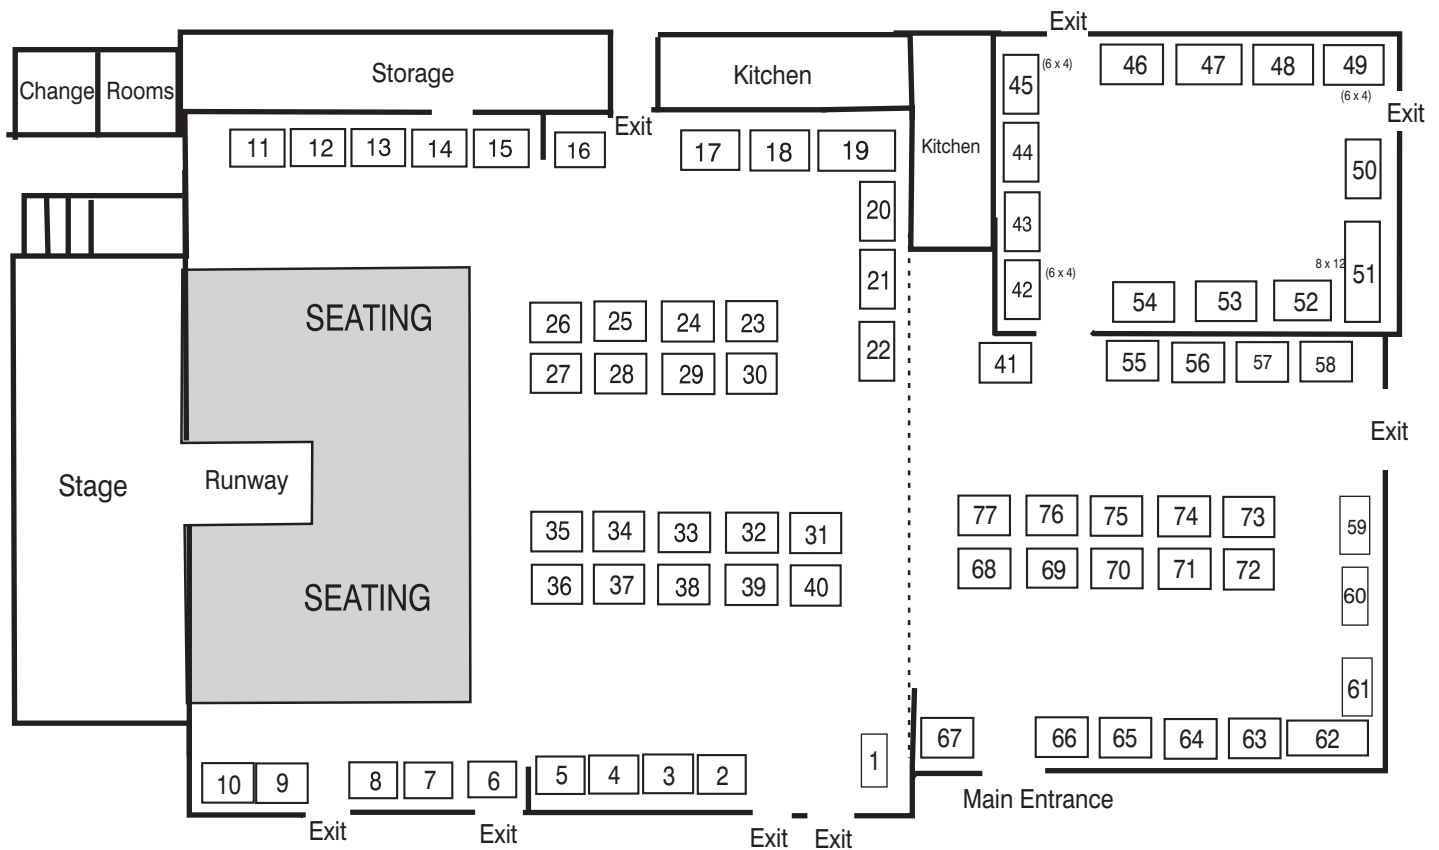 Exit
Change Rooms
Storage
Kitchen
45 (6 x 4)
46 47 48 49
(6 x 4)
Exit
Exit
11 12 13 14 15 16
17 18 19
Kitchen
44
50
20
43
21
42 (6 x 4)
8 x 12 51
54 53 52
SEATING
26 25 24 23
22
41
55 56 57 58
27 28 29 30
Exit
Stage
Runway
35 34 33 32 31
77 76 75 74 73
59
36 37 38 39 40
68 69 70 71 72
60
SEATING
61
67
66 65 64 63 62
1
10 9 8 7 6 5 4 3 2
Main Entrance
Exit
Exit
Exit
Exit